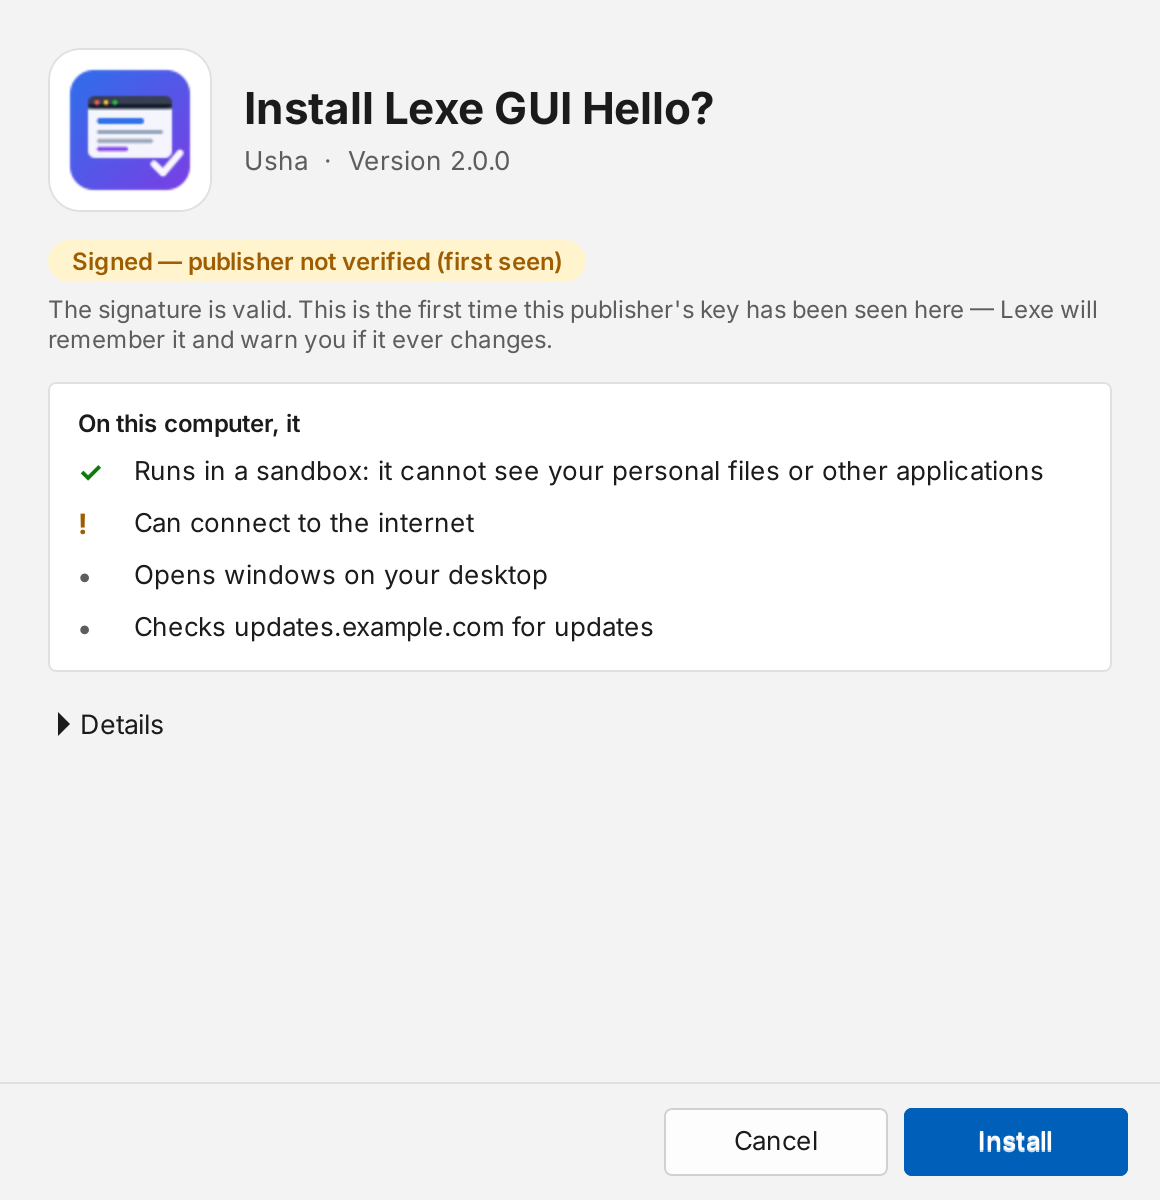 Install Lexe GUI Hello?
Usha · Version 2.0.0
Signed — publisher not verified (first seen)
The signature is valid. This is the first time this publisher's key has been seen here — Lexe will
remember it and warn you if it ever changes.
On this computer, it
✓ Runs in a sandbox: it cannot see your personal files or other applications
! Can connect to the internet
• Opens windows on your desktop
• Checks updates.example.com for updates
Details
Cancel Install